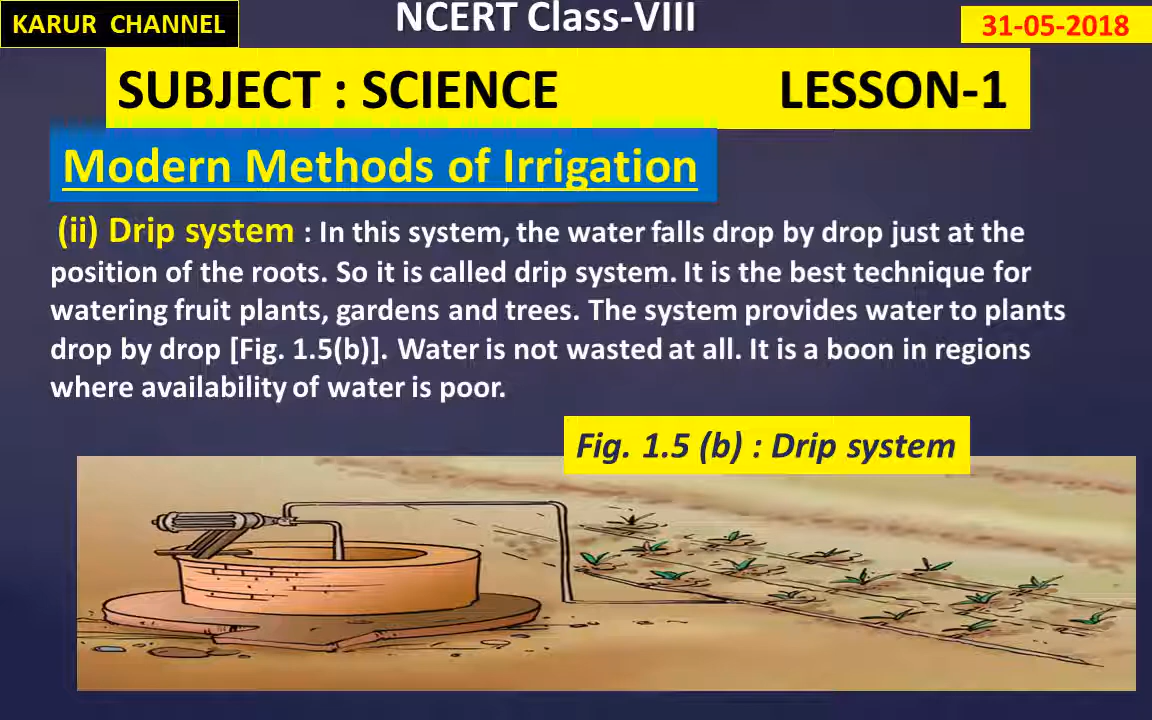 KARUR CHANNEL
NCERT Class-VIII
31-05-2018
SUBJECT : SCIENCE LESSON-1
Modern Methods of Irrigation
(ii) Drip system : In this system, the water falls drop by drop just at the
position of the roots. So it is called drip system. It is the best technique for
watering fruit plants, gardens and trees. The system provides water to plants
drop by drop [Fig. 1.5(b)]. Water is not wasted at all. It is a boon in regions
where availability of water is poor.
Fig. 1.5 (b) : Drip system